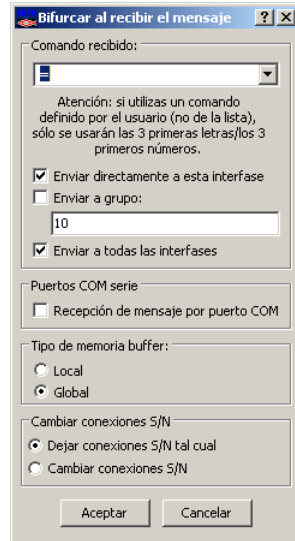 Bifurcar al recibir el mensaje
Comando recibido:
=
Atención: si utilizas un comando
definido por el usuario (no de la lista),
sólo se usarán las 3 primeras letras/los 3
primeros números.
Enviar directamente a esta interfase
Enviar a grupo:
10
Enviar a todas las interfases
Puertos COM serie
Recepción de mensaje por puerto COM
Tipo de memoria buffer:
Local
Global
Cambiar conexiones S/N
Dejar conexiones S/N tal cual
Cambiar conexiones S/N
Aceptar
Cancelar